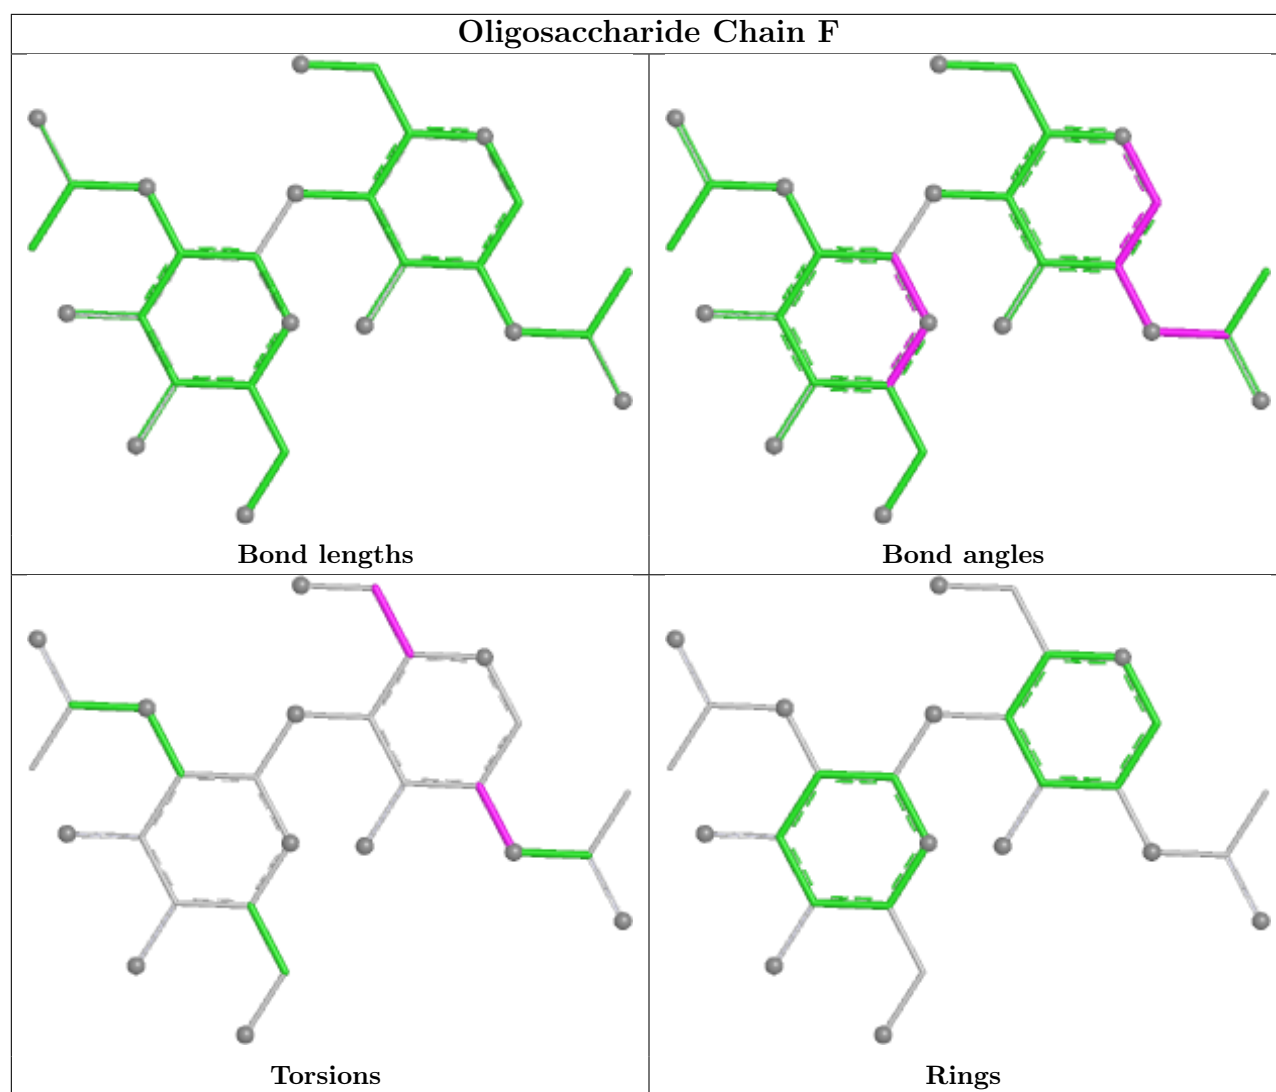 Oligosaccharide Chain F
Bond lengths
Bond angles
Torsions
Rings